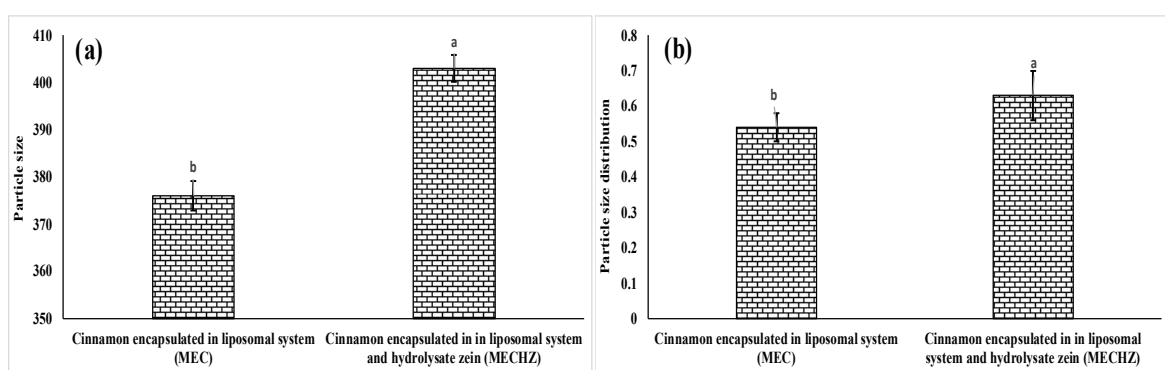 (a)
Particle size
410
400
390
380
370
360
350
b
a
Cinnamon encapsulated in liposomal system
(MEC)
Cinnamon encapsulated in in liposomal system
and hydrolysate zein (MECHZ)
(b)
Particle size distribution
0.8
0.7
0.6
0.5
0.4
0.3
0.2
0.1
0
b
a
Cinnamon encapsulated in liposomal system
(MEC)
Cinnamon encapsulated in in liposomal
system and hydrolysate zein (MECHZ)